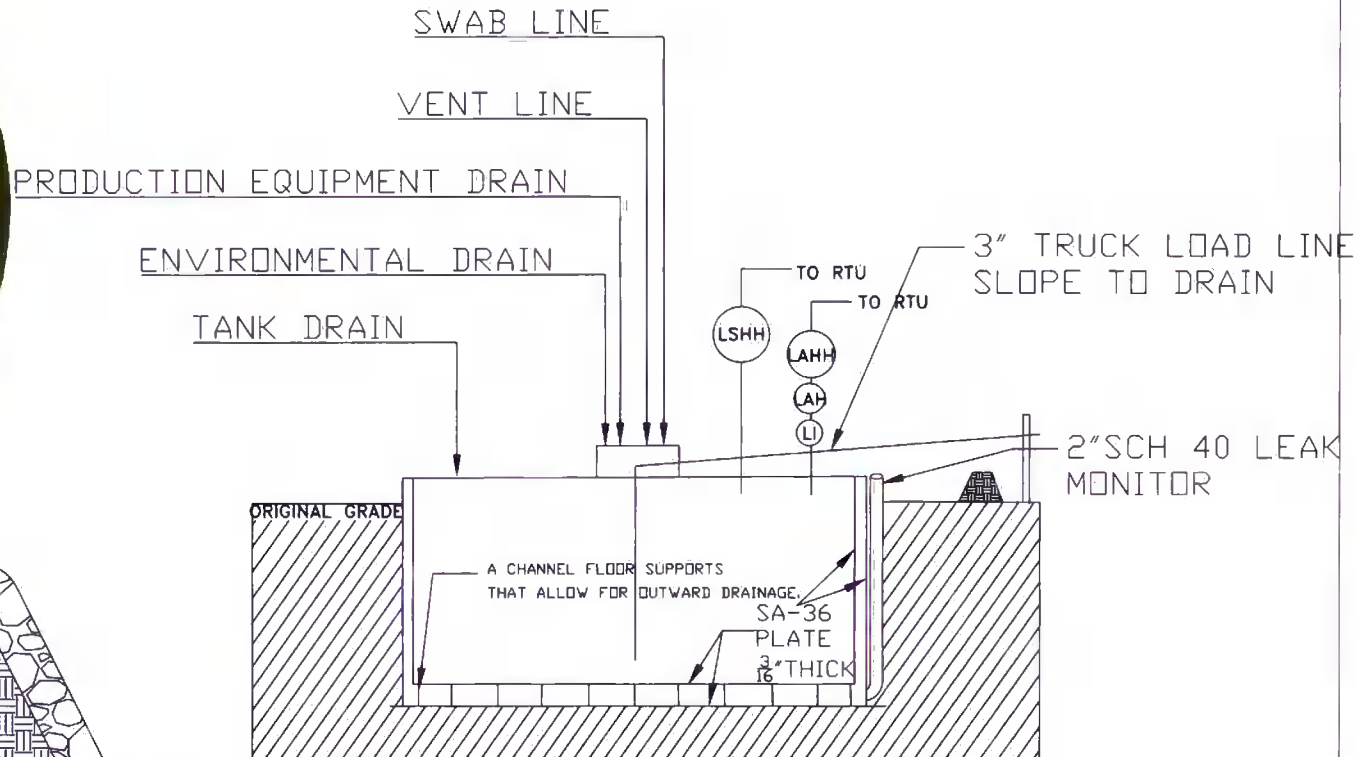 SWAB LINE
VENT LINE
PRODUCTION EQUIPMENT DRAIN
ENVIRONMENTAL DRAIN
TANK DRAIN
TO RTU
TO RTU
3" TRUCK LOAD LINE
SLOPE TO DRAIN
LSHH
LAHH
LAH
LI
2"SCH 40 LEAK
MONITOR
ORIGINAL GRADE
A CHANNEL FLOOR SUPPORTS
THAT ALLOW FOR OUTWARD DRAINAGE.
SA-36
PLATE
3/16"THICK